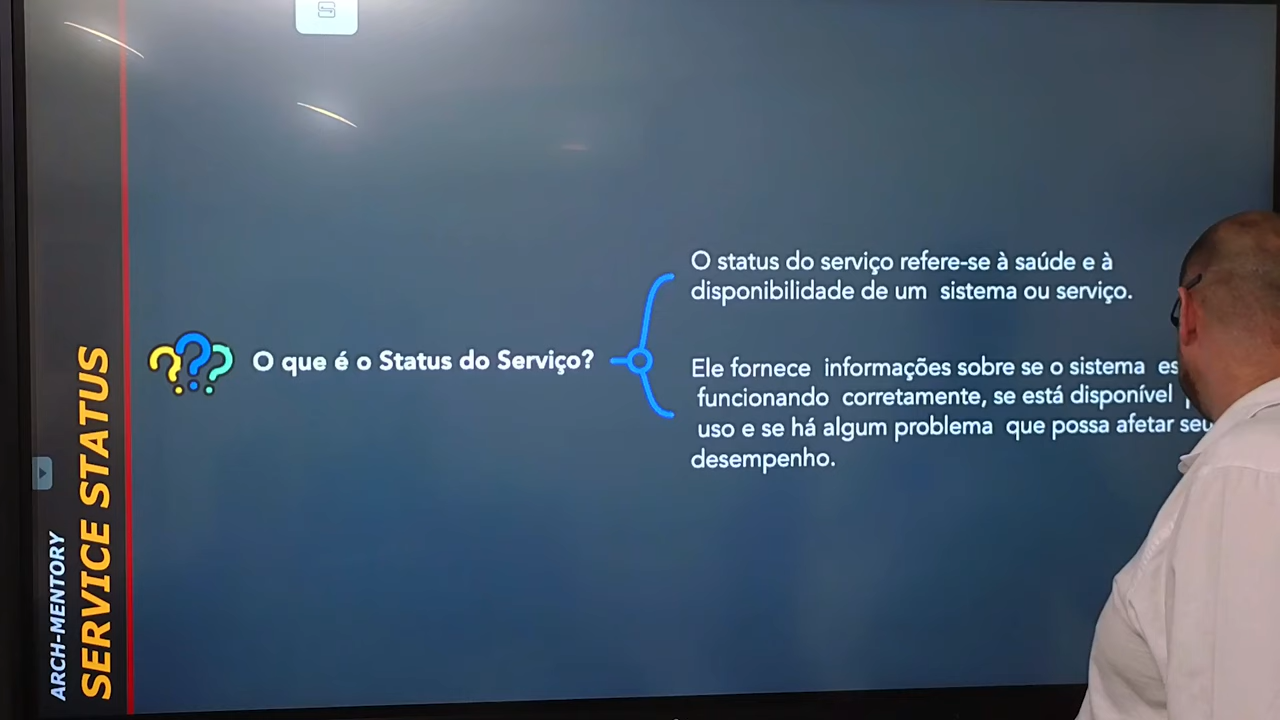 ARCH-MENTORY
SERVICE STATUS
O que é o Status do Serviço?
O status do serviço refere-se à saúde e à
disponibilidade de um sistema ou serviço.
Ele fornece informações sobre se o sistema
funcionando corretamente, se está disponível
uso e se há algum problema que possa afetar seu
desempenho.